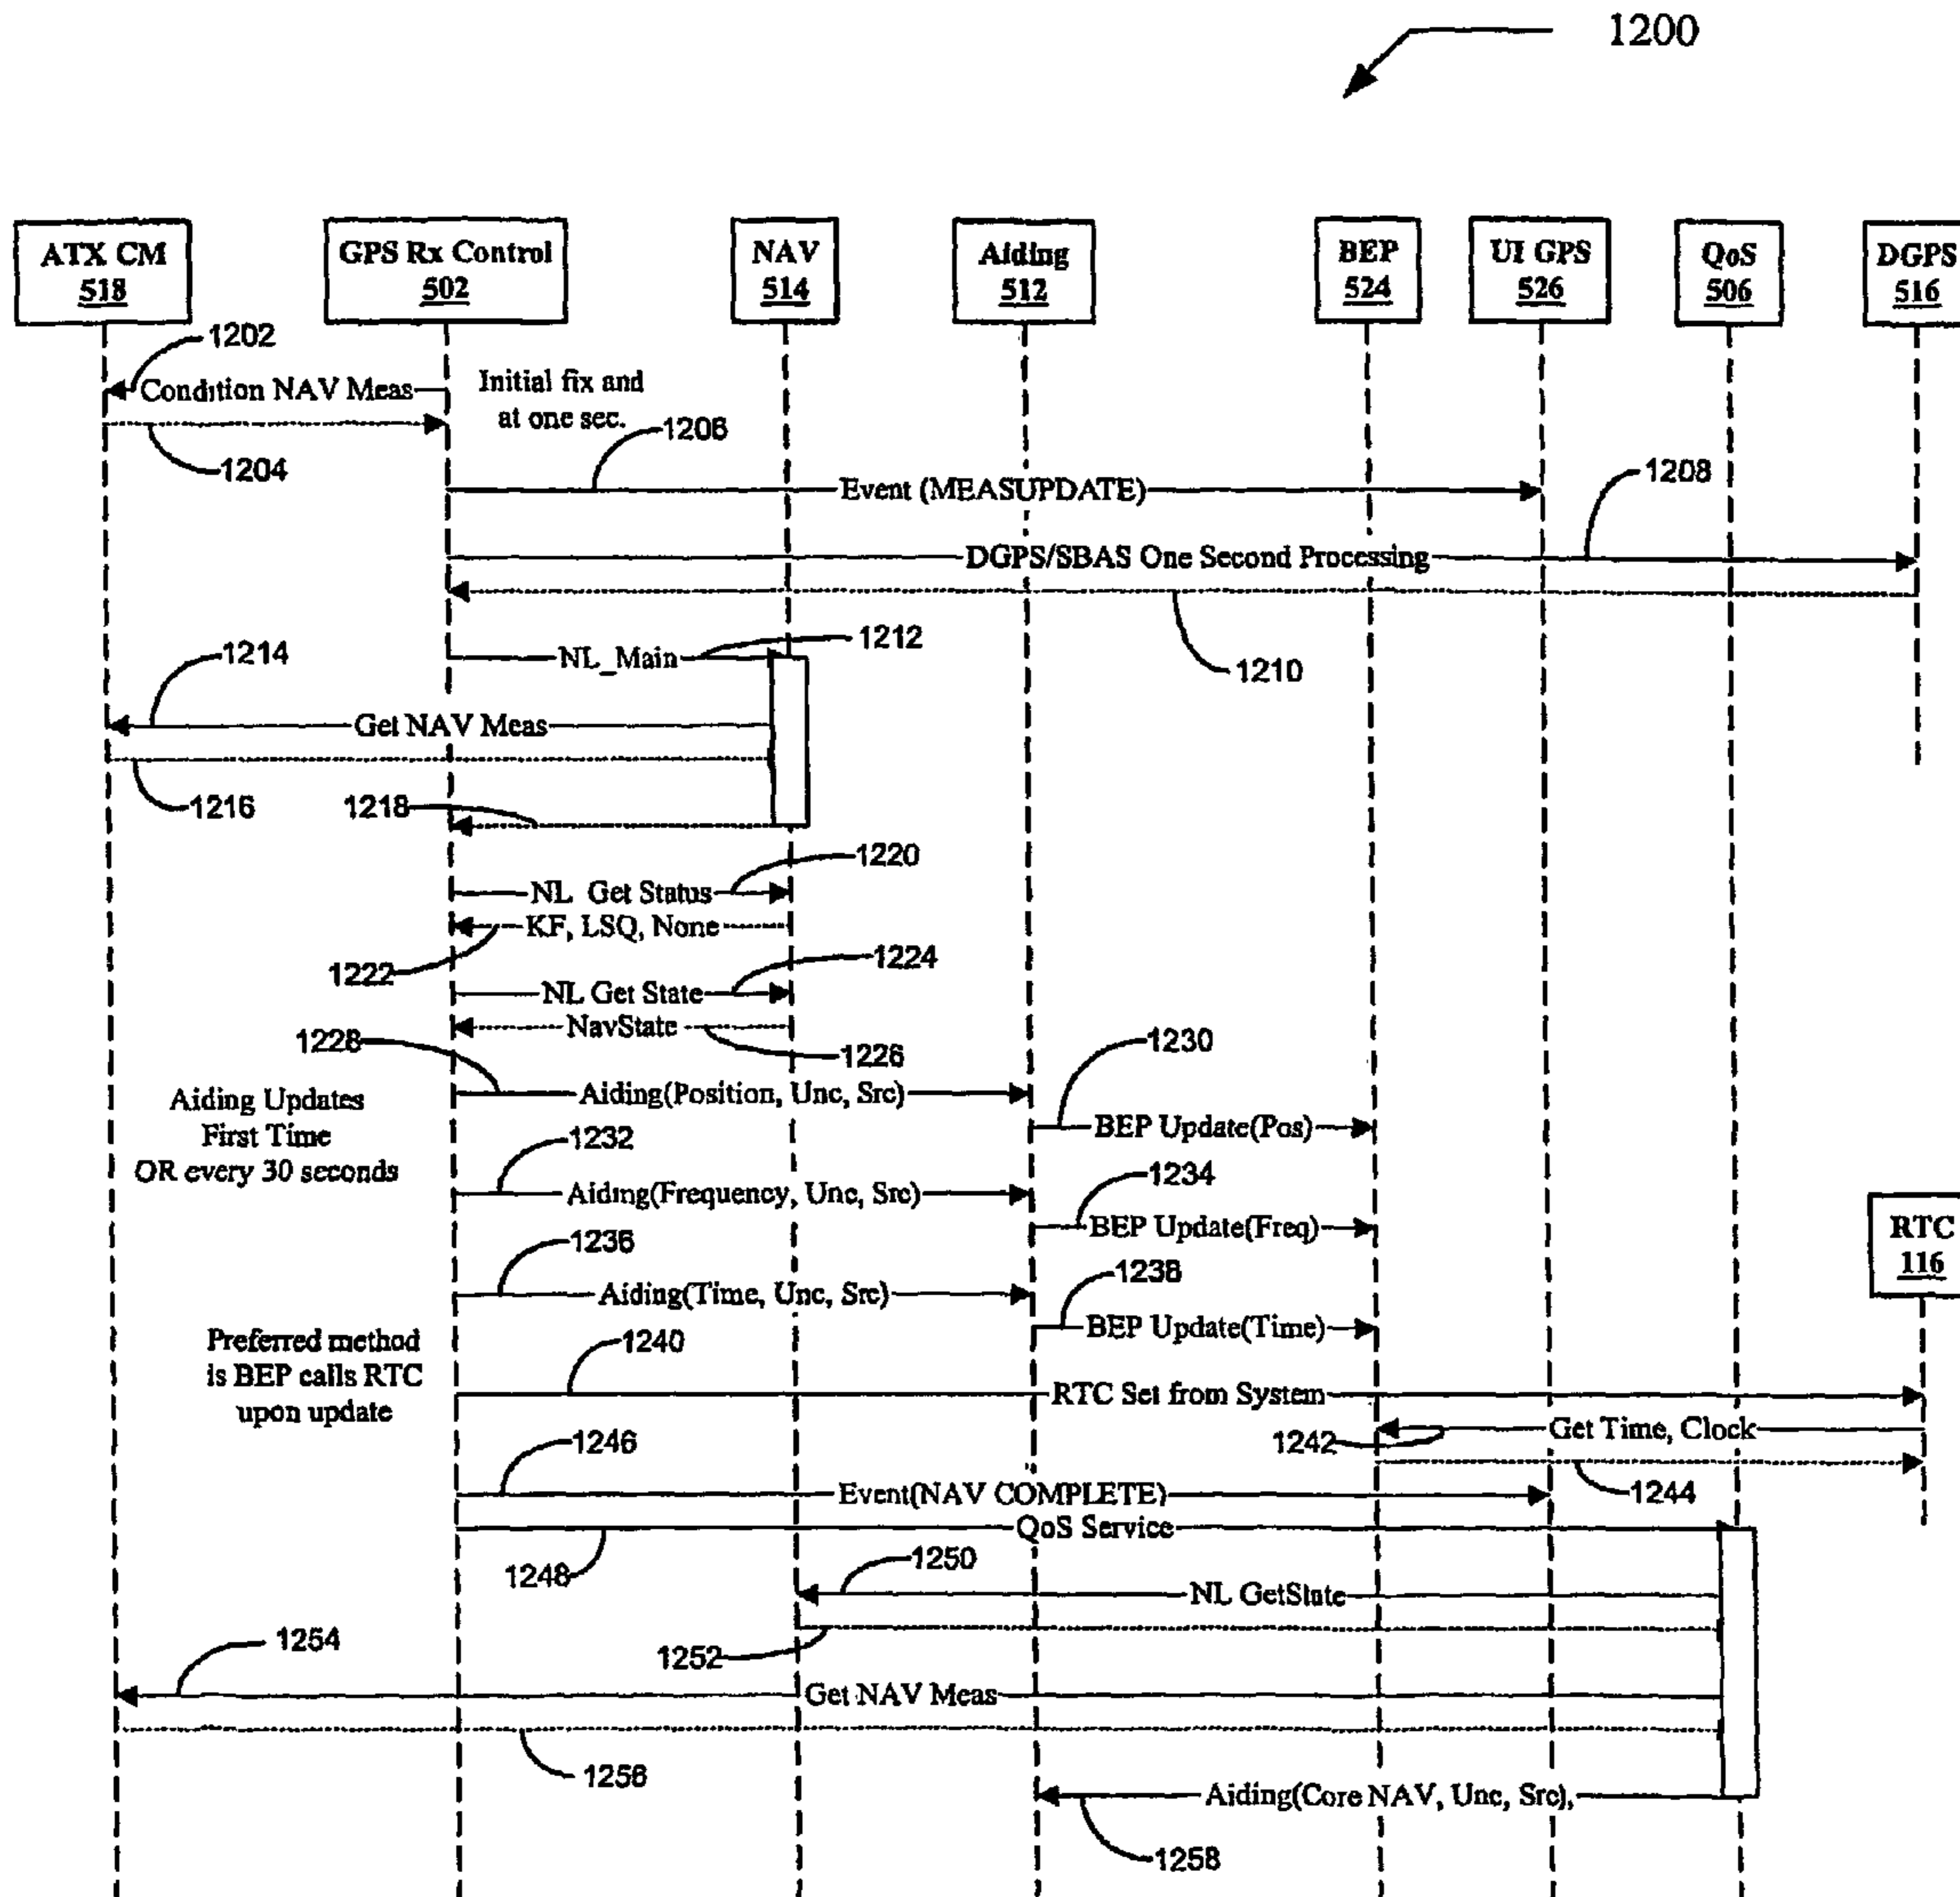 1200
ATX CM
518
GPS Rx Control
502
NAV
514
Aiding
512
BEP
524
UI GPS
526
QoS
506
DGPS
516
1202
Condition NAV Meas
Initial fix and
at one sec.
1204
1206
Event (MEASUPDATE)
1208
DGPS/SBAS One Second Processing
1210
NL_Main
1212
1214
Get NAV Meas
1216
1218
1220
NL Get Status
KF, LSQ, None
1222
1224
NL Get State
NavState
1226
1228
Aiding(Position, Unc, Src)
1230
BEP Update(Pos)
Aiding Updates
First Time
OR every 30 seconds
1232
Aiding(Frequency, Unc, Src)
1234
BEP Update(Freq)
RTC
116
1236
Aiding(Time, Unc, Src)
1238
BEP Update(Time)
Preferred method
is BEP calls RTC
upon update
1240
RTC Set from System
1242
Get Time, Clock
1244
1246
Event(NAV COMPLETE)
QoS Service
1248
1250
NL GetState
1252
1254
Get NAV Meas
1256
Aiding(Core NAV, Unc, Src),
1258